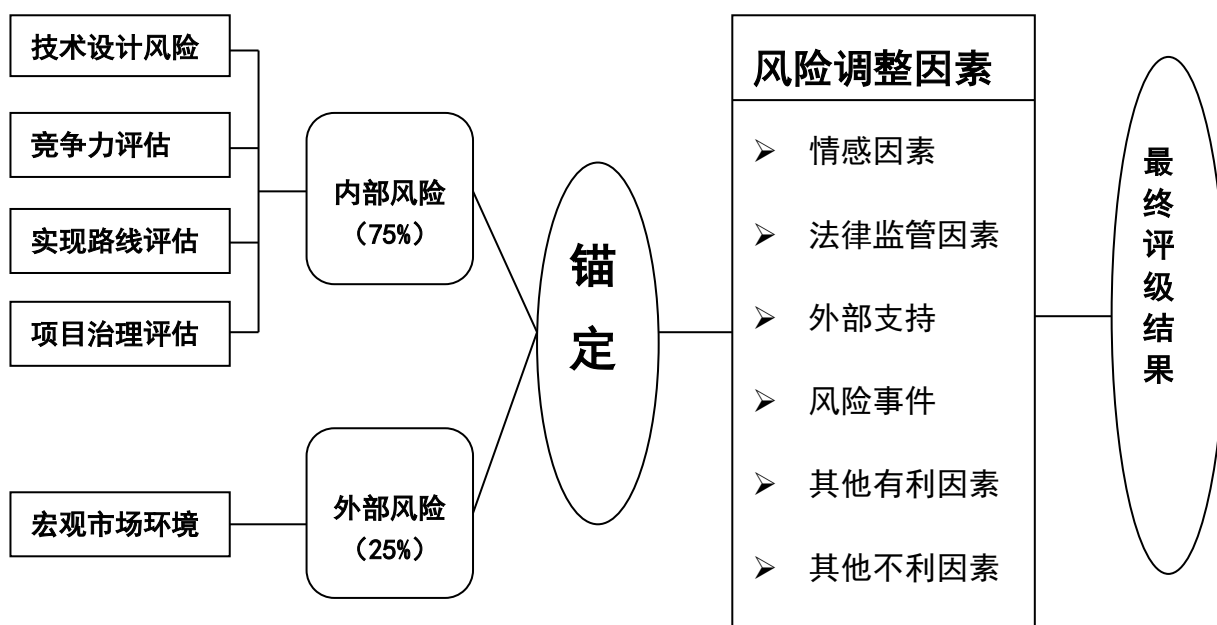 技术设计风险
竞争力评估
实现路线评估
项目治理评估
宏观市场环境
内部风险
（75%）
外部风险
（25%）
锚
定
风险调整因素
➢ 情感因素
➢ 法律监管因素
➢ 外部支持
➢ 风险事件
➢ 其他有利因素
➢ 其他不利因素
最
终
评
级
结
果